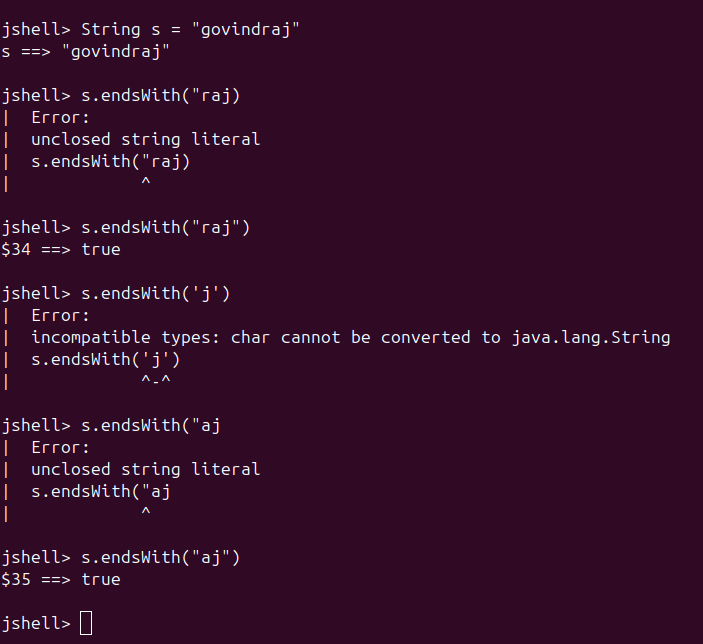 jshell> String s = "govindraj"
s ==> "govindraj"
jshell> s.endsWith("raj)
|  Error:
|  unclosed string literal
|  s.endsWith("raj)
|             ^
jshell> s.endsWith("raj")
$34 ==> true
jshell> s.endsWith('j')
|  Error:
|  incompatible types: char cannot be converted to java.lang.String
|  s.endsWith('j')
|             ^-^
jshell> s.endsWith("aj
|  Error:
|  unclosed string literal
|  s.endsWith("aj
|             ^
jshell> s.endsWith("aj")
$35 ==> true
jshell>